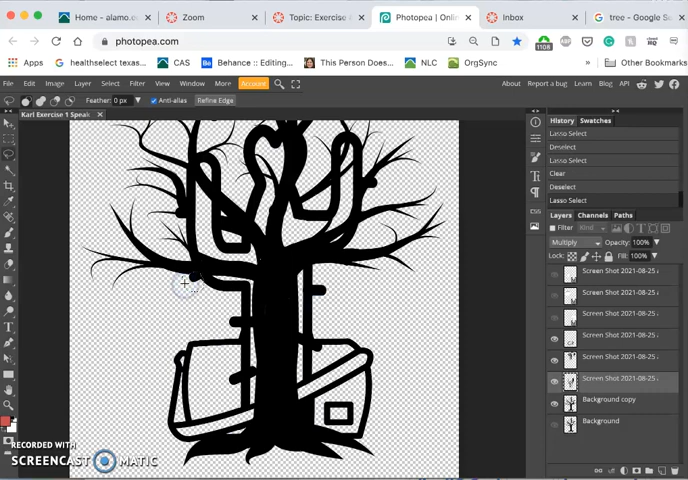 Home - alamo.e
Zoom
Topic: Exercise
Photopea | Onlin
Inbox
tree - Google S
photopea.com
1108
Apps
healthselect texas...
CAS
Behance :: Editing...
This Person Does...
NLC
OrgSync
Other Bookmarks
File Edit Image Layer Select Filter View Window More Account
About Report a bug Learn Blog API
Feather: 0 px
Anti-alias
Refine Edge
Karl Exercise 1 Speak
History Swatches
Lasso Select
Deselect
Lasso Select
Clear
Deselect
Lasso Select
CSS
Layers Channels Paths
Filter Kind
Multiply Opacity: 100%
Lock: Fill: 100%
Screen Shot 2021-08-25
Screen Shot 2021-08-25
Screen Shot 2021-08-25
Screen Shot 2021-08-25
Screen Shot 2021-08-25
Screen Shot 2021-08-25
Background copy
Background
RECORDED WITH
SCREENCAST MATIC